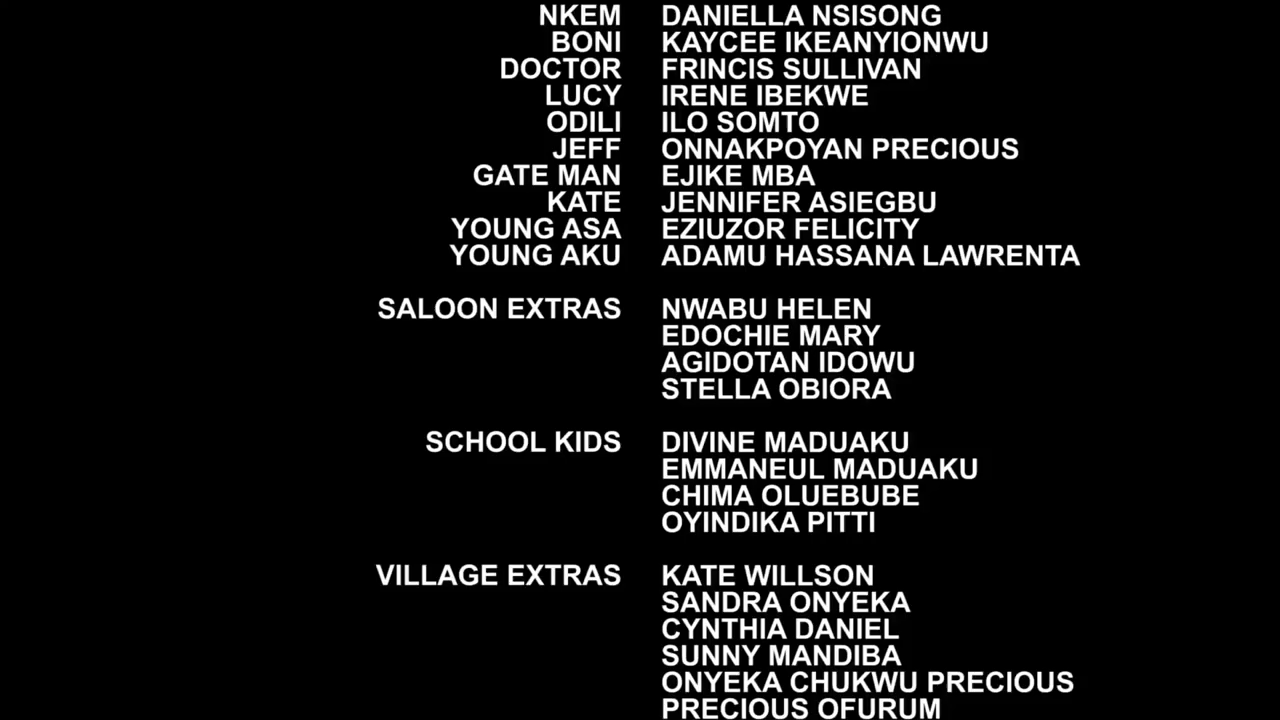 NKEM DANIELLA NSISONG
BONI KAYCEE IKEANYIONWU
DOCTOR FRINCIS SULLIVAN
LUCY IRENE IBEKWE
ODILI ILO SOMTO
JEFF ONNAKPOYAN PRECIOUS
GATE MAN EJIKE MBA
KATE JENNIFER ASIEGBU
YOUNG ASA EZIUZOR FELICITY
YOUNG AKU ADAMU HASSANA LAWRENTA
SALOON EXTRAS NWABU HELEN
EDOCHIE MARY
AGIDOTAN IDOWU
STELLA OBIORA
SCHOOL KIDS DIVINE MADUAKU
EMMANEUL MADUAKU
CHIMA OLUEBUBE
OYINDIKA PITTI
VILLAGE EXTRAS KATE WILLSON
SANDRA ONYEKA
CYNTHIA DANIEL
SUNNY MANDIBA
ONYEKA CHUKWU PRECIOUS
PRECIOUS OFURUM